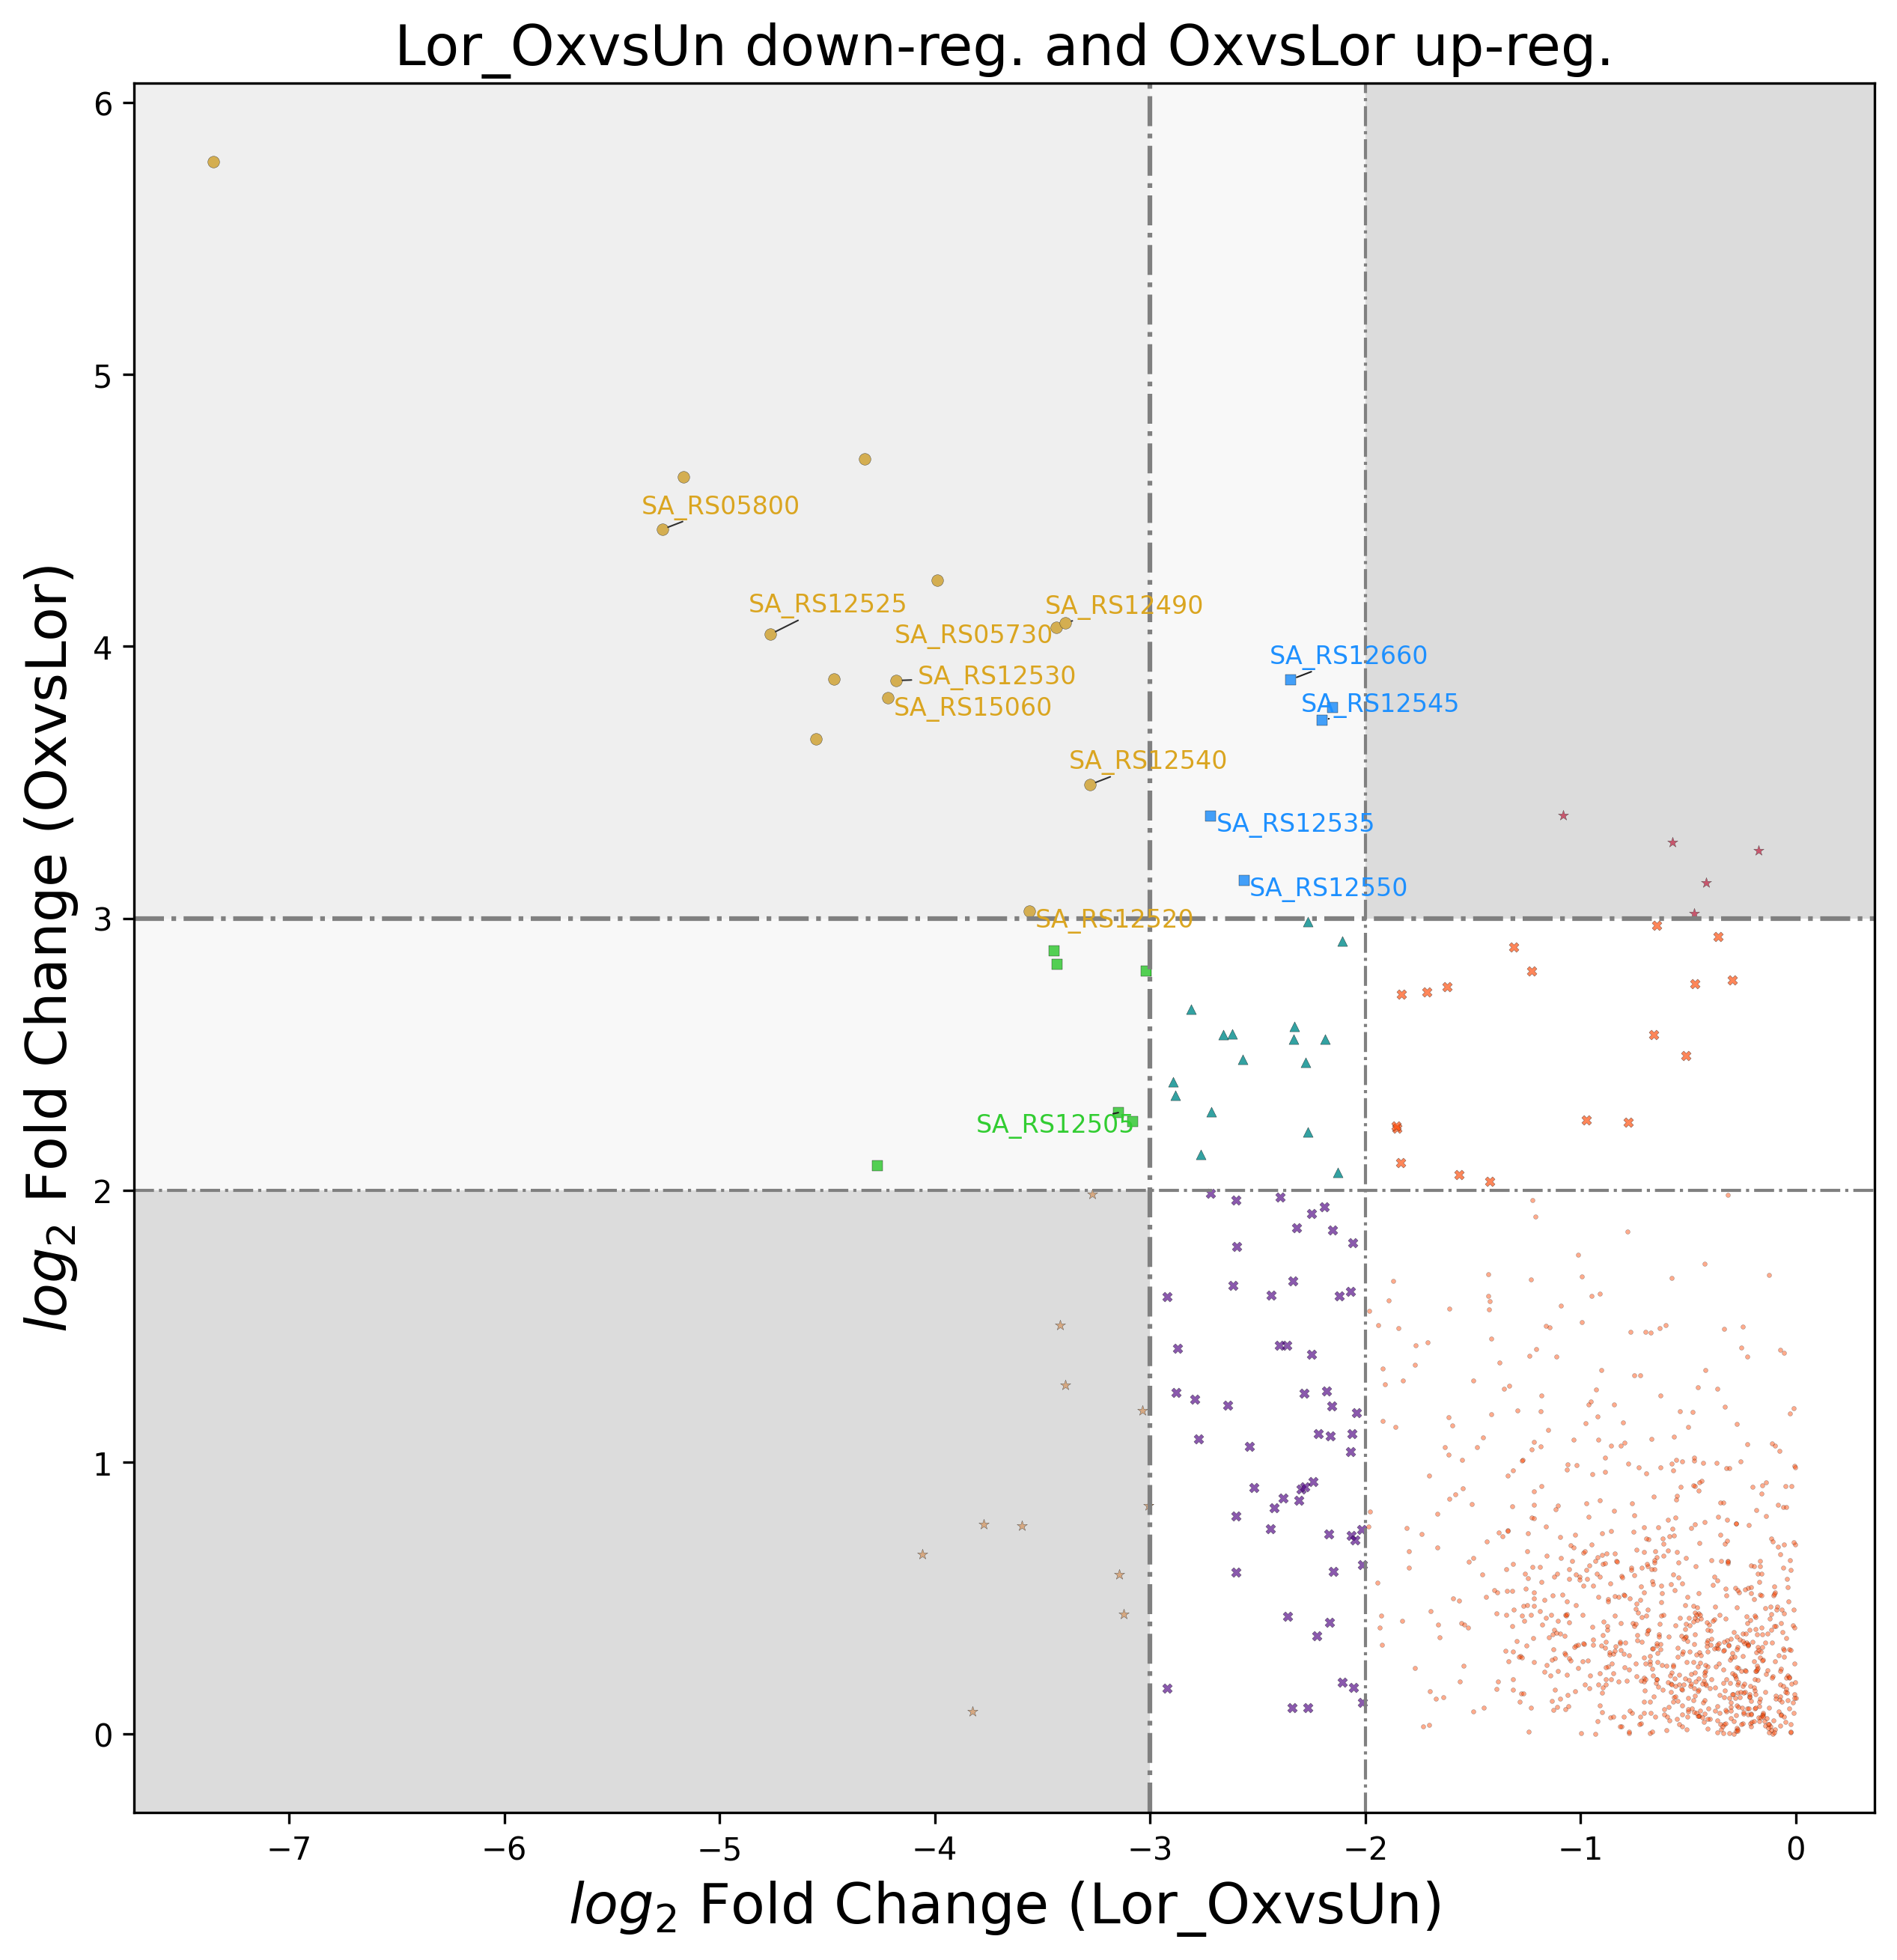 Lor_OxvsUn down-reg. and OxvsLor up-reg.
6
5
4
3
2
1
0
log2 Fold Change (OxvsLor)
SA_RS05800
SA_RS12525
SA_RS12490
SA_RS05730
SA_RS12660
SA_RS12530
SA_RS15060
SA_RS12545
SA_RS12540
SA_RS12535
SA_RS12550
SA_RS12520
SA_RS12505
−7 −6 −5 −4 −3 −2 −1 0
log2 Fold Change (Lor_OxvsUn)